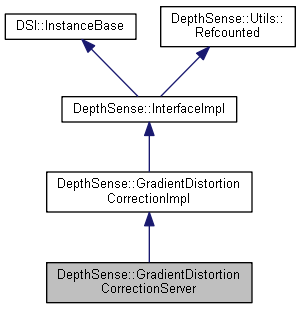 DSI::InstanceBase
DepthSense::Utils::
Refcounted
DepthSense::InterfaceImpl
DepthSense::GradientDistortion
CorrectionImpl
DepthSense::GradientDistortion
CorrectionServer